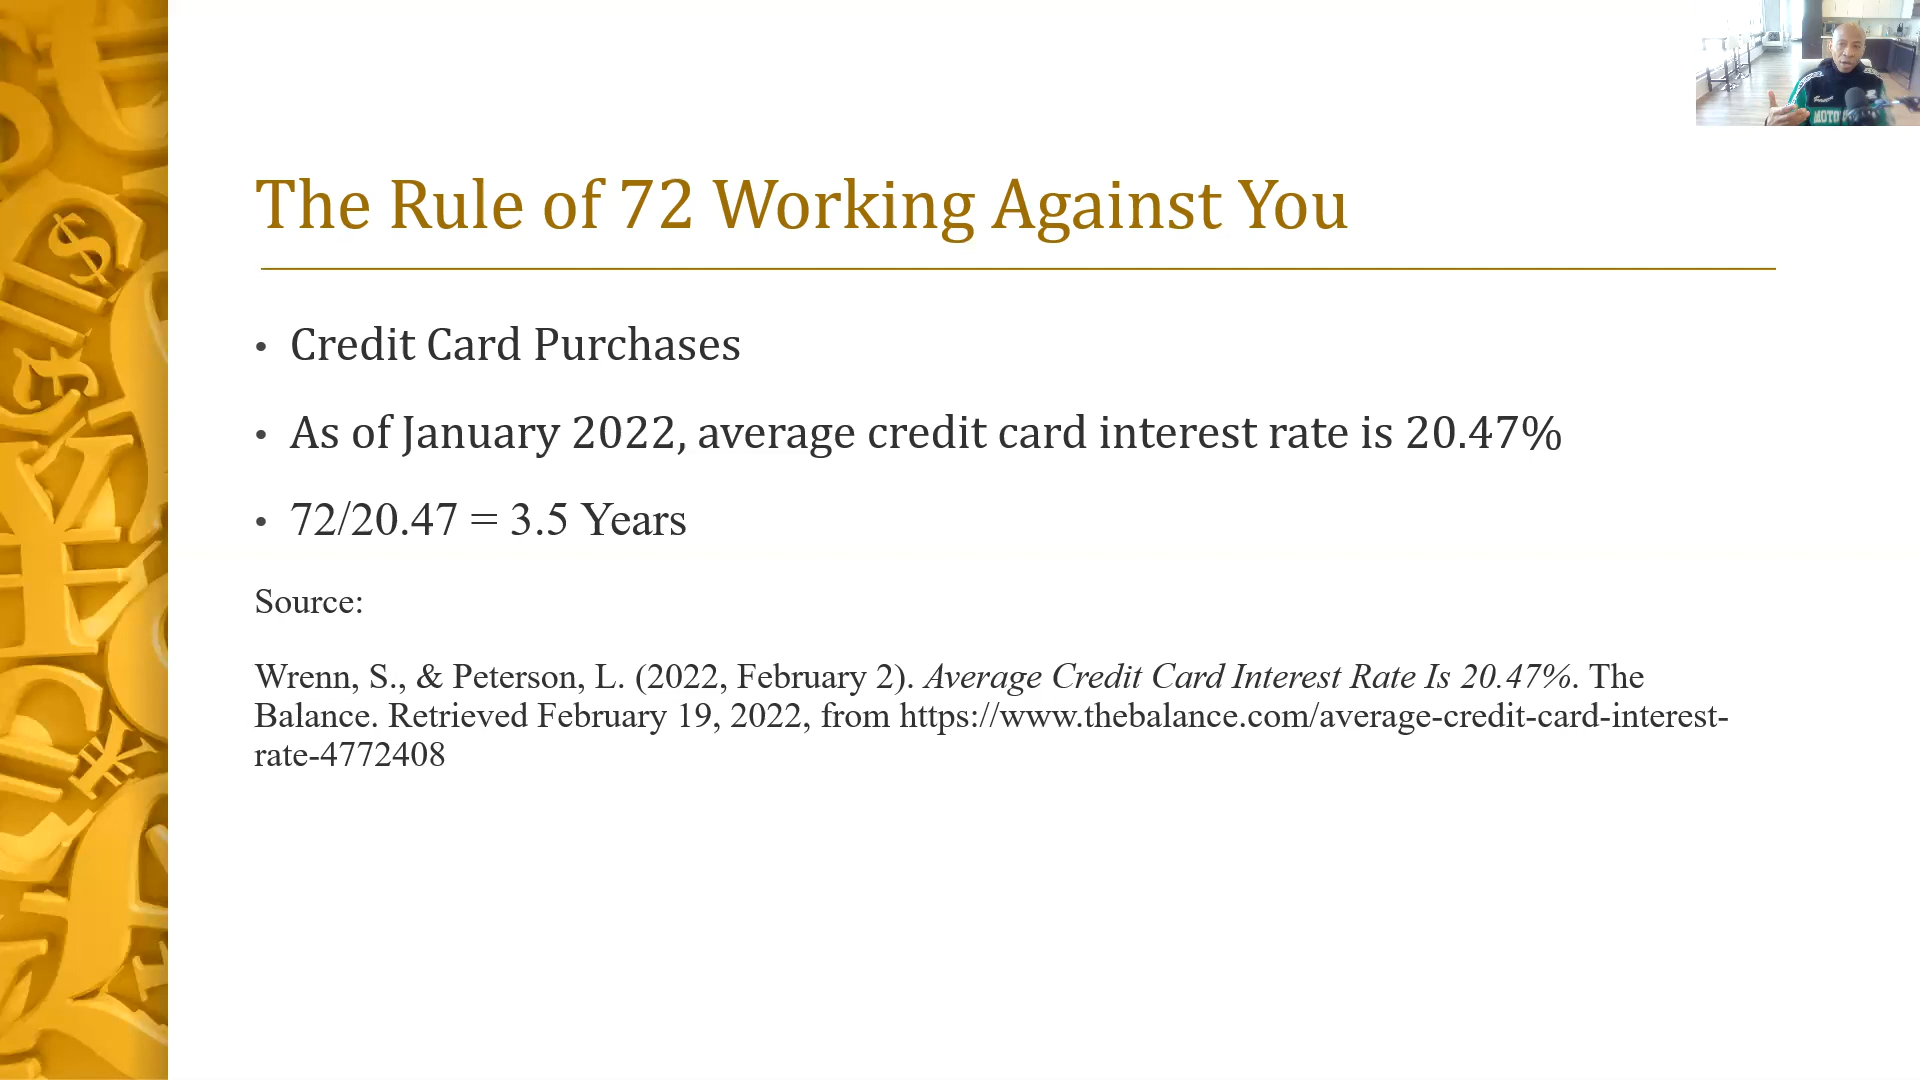 The Rule of 72 Working Against You
• Credit Card Purchases
• As of January 2022, average credit card interest rate is 20.47%
• 72/20.47 = 3.5 Years
Source:
Wrenn, S., & Peterson, L. (2022, February 2). Average Credit Card Interest Rate Is 20.47%. The
Balance. Retrieved February 19, 2022, from https://www.thebalance.com/average-credit-card-interest-
rate-4772408
MOTO